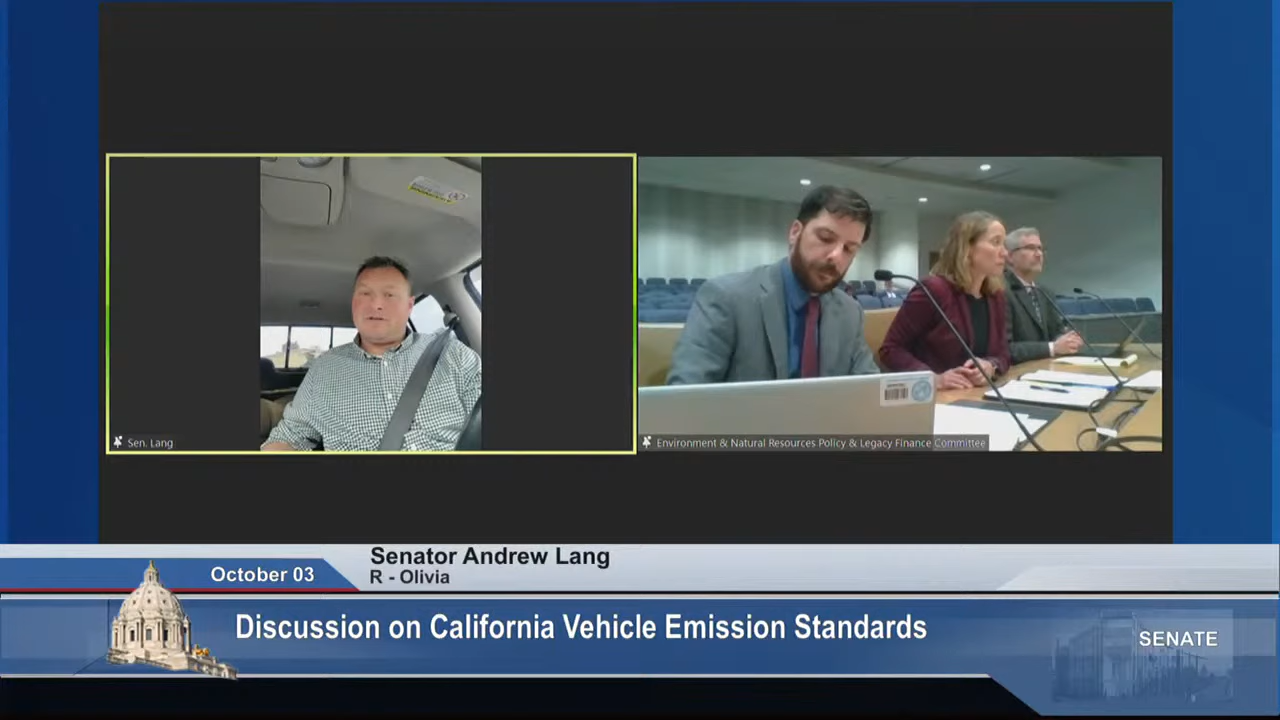 Sen. Lang
Environment & Natural Resources Policy & Legacy Finance Committee
Senator Andrew Lang
R - Olivia
October 03
Discussion on California Vehicle Emission Standards
SENATE